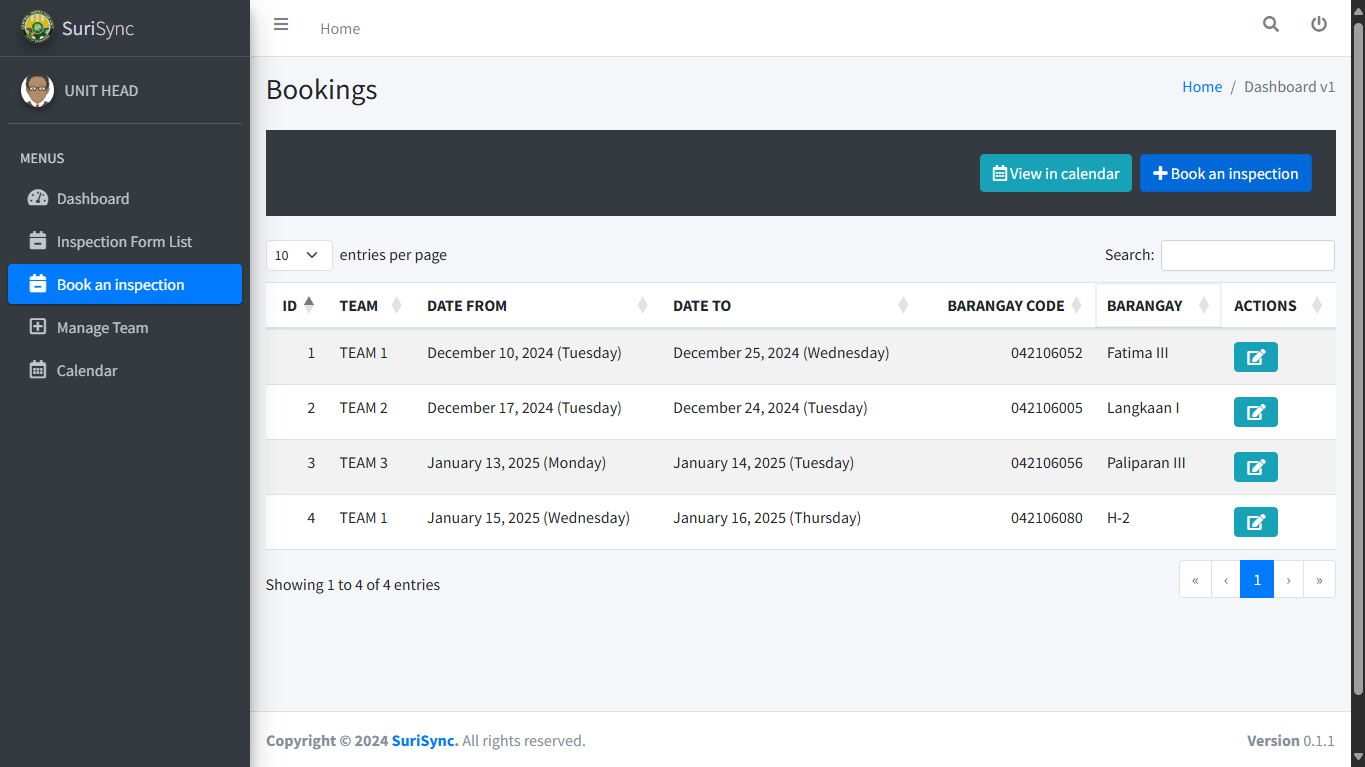 SuriSync
Home
UNIT HEAD
MENUS
Dashboard
Inspection Form List
Book an inspection
Manage Team
Calendar
Bookings
Home / Dashboard v1
View in calendar
Book an inspection
10 entries per page
Search:
ID TEAM DATE FROM DATE TO BARANGAY CODE BARANGAY ACTIONS
1 TEAM 1 December 10, 2024 (Tuesday) December 25, 2024 (Wednesday) 042106052 Fatima III
2 TEAM 2 December 17, 2024 (Tuesday) December 24, 2024 (Tuesday) 042106005 Langkaan I
3 TEAM 3 January 13, 2025 (Monday) January 14, 2025 (Tuesday) 042106056 Paliparan III
4 TEAM 1 January 15, 2025 (Wednesday) January 16, 2025 (Thursday) 042106080 H-2
Showing 1 to 4 of 4 entries
« ‹ 1 › »
Copyright © 2024 SuriSync. All rights reserved.
Version 0.1.1